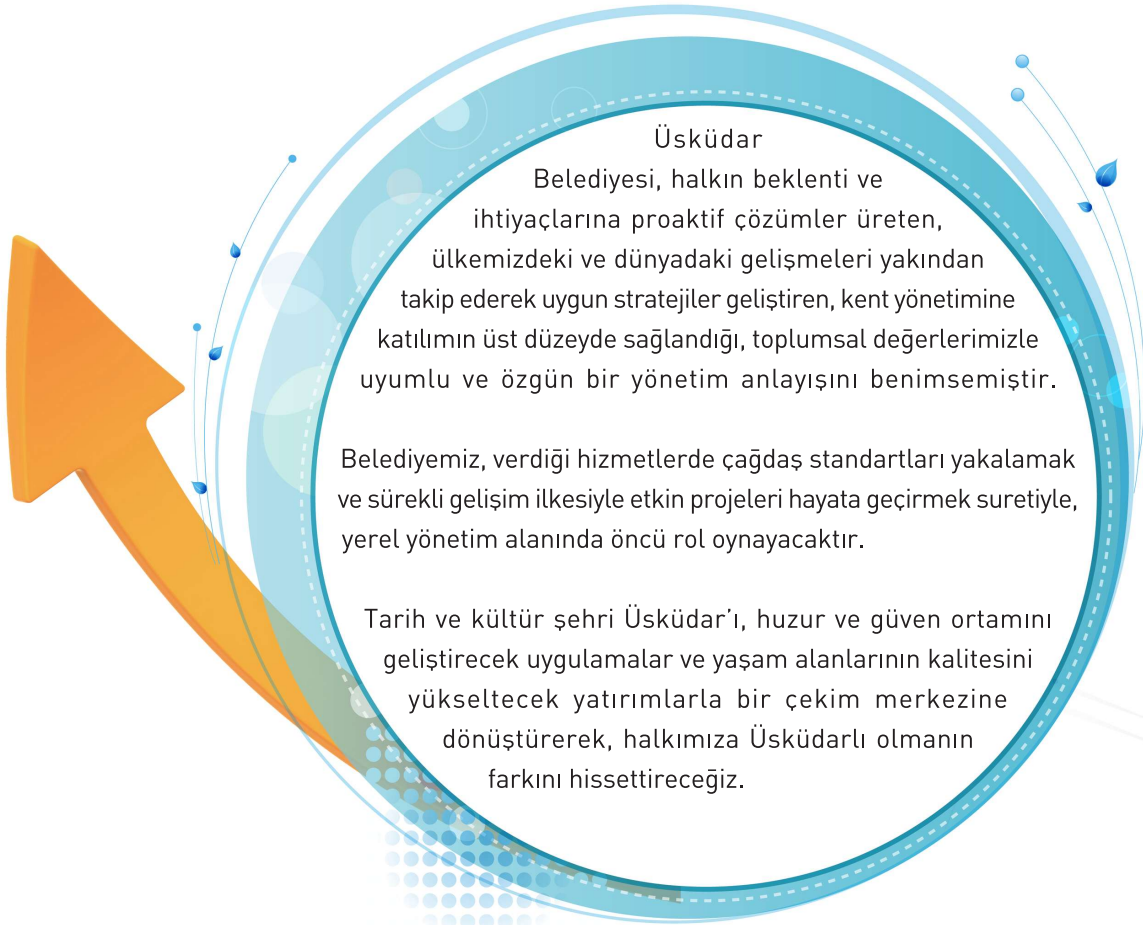 Üsküdar
Belediyesi, halkın beklenti ve
ihtiyaçlarına proaktif çözümler üreten,
ülkemizdeki ve dünyadaki gelişmeleri yakından
takip ederek uygun stratejiler geliştiren, kent yönetimine
katılımın üst düzeyde sağlandığı, toplumsal değerlerimizle
uyumlu ve özgün bir yönetim anlayışını benimsemiştir.
Belediyemiz, verdiği hizmetlerde çağdaş standartları yakalamak
ve sürekli gelişim ilkesiyle etkin projeleri hayata geçirmek suretiyle,
yerel yönetim alanında öncü rol oynayacaktır.
Tarih ve kültür şehri Üsküdar’ı, huzur ve güven ortamını
geliştirecek uygulamalar ve yaşam alanlarının kalitesini
yükseltecek yatırımlarla bir çekim merkezine
dönüştürerek, halkımıza Üsküdarlı olmanın
farkını hissettireceğiz.